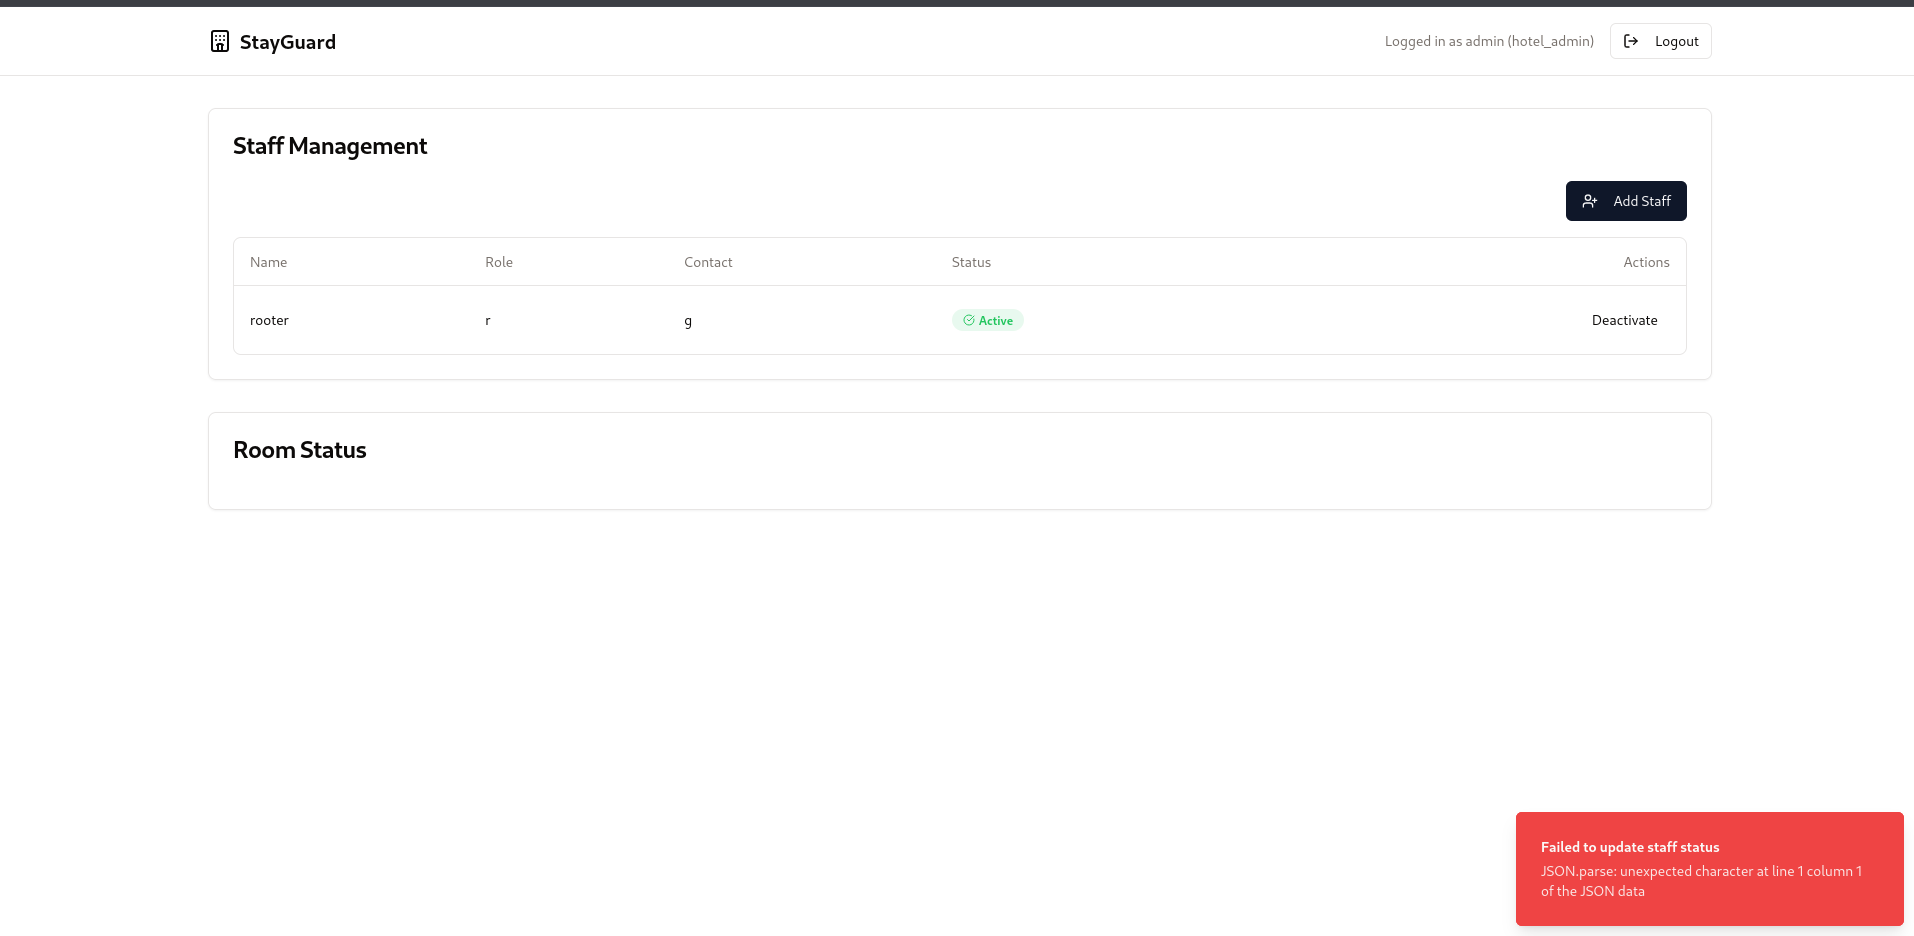 StayGuard
Logged in as admin (hotel_admin)
Logout
Staff Management
Add Staff
Name Role Contact Status Actions
rooter r g Active Deactivate
Room Status
Failed to update staff status
JSON.parse: unexpected character at line 1 column 1
of the JSON data